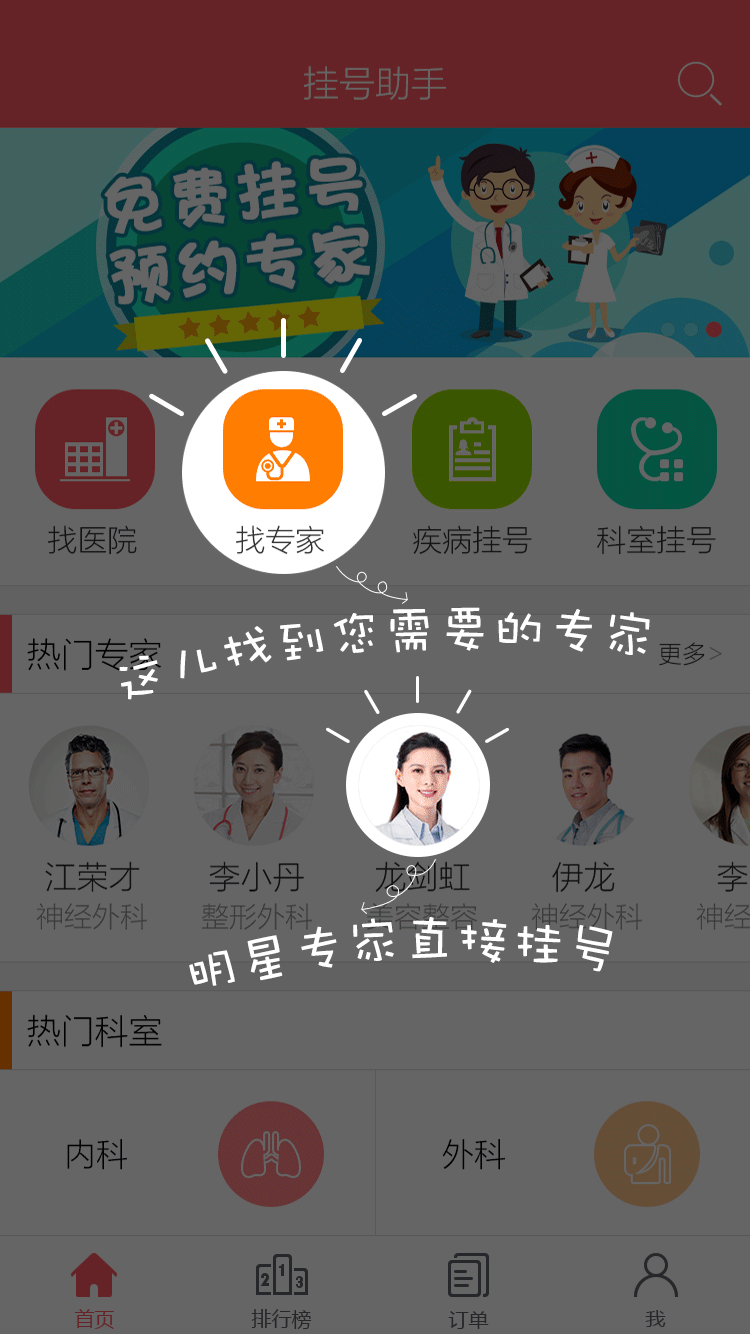 挂号助手
免费挂号
预约专家
找医院
找专家
疾病挂号
科室挂号
这儿找到您需要的专家
热门专家
更多>
江荣才
李小丹
龙剑虹
伊龙
李
神经外科
整形外科
美容整容
神经外科
神经
明星专家直接挂号
热门科室
内科
外科
2 1 3
首页
排行榜
订单
我